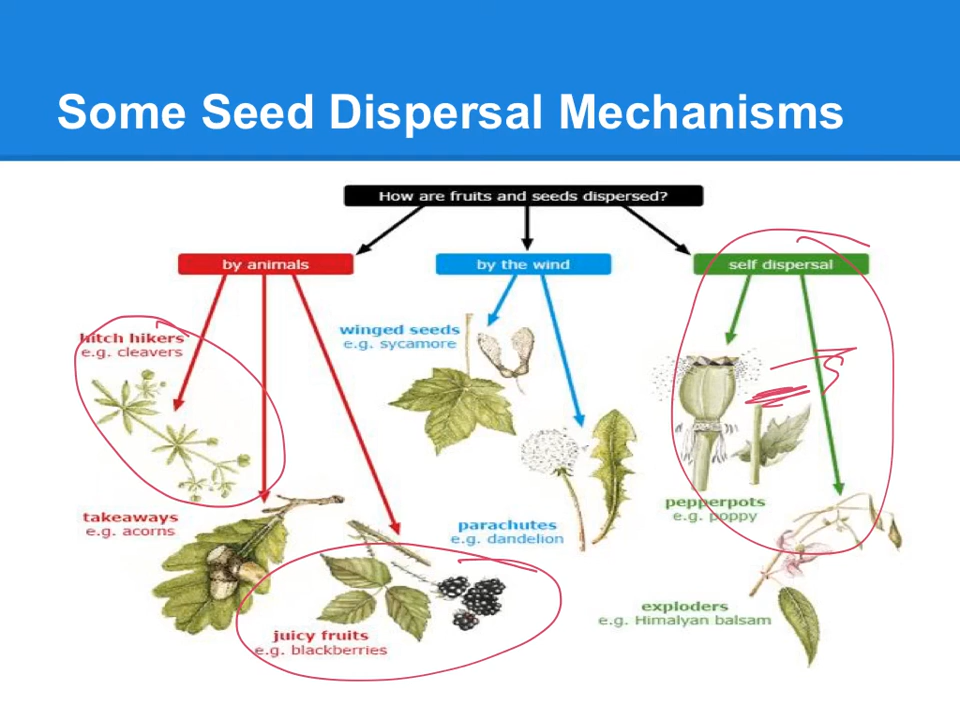 Some Seed Dispersal Mechanisms
How are fruits and seeds dispersed?
by animals
by the wind
self dispersal
hitch hikers
e.g. cleavers
winged seeds
e.g. sycamore
takeaways
e.g. acorns
parachutes
e.g. dandelion
pepperpots
e.g. poppy
juicy fruits
e.g. blackberries
exploders
e.g. Himalyan balsam